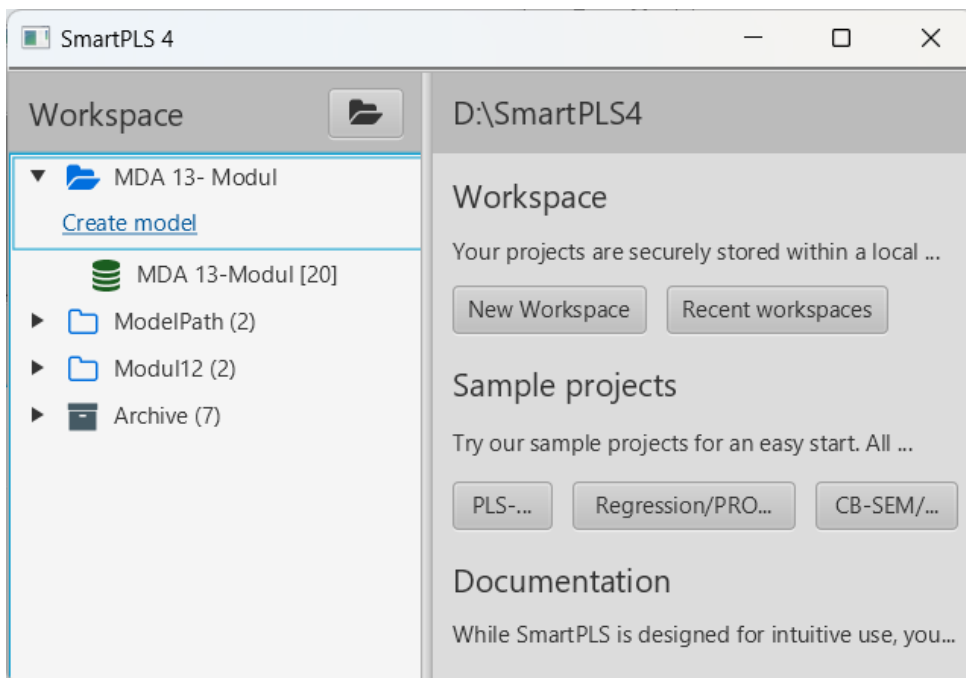 SmartPLS 4
Workspace
MDA 13- Modul
Create model
MDA 13-Modul [20]
ModelPath (2)
Modul12 (2)
Archive (7)
D:\SmartPLS4
Workspace
Your projects are securely stored within a local ...
New Workspace
Recent workspaces
Sample projects
Try our sample projects for an easy start. All ...
PLS-...
Regression/PRO...
CB-SEM/...
Documentation
While SmartPLS is designed for intuitive use, you...